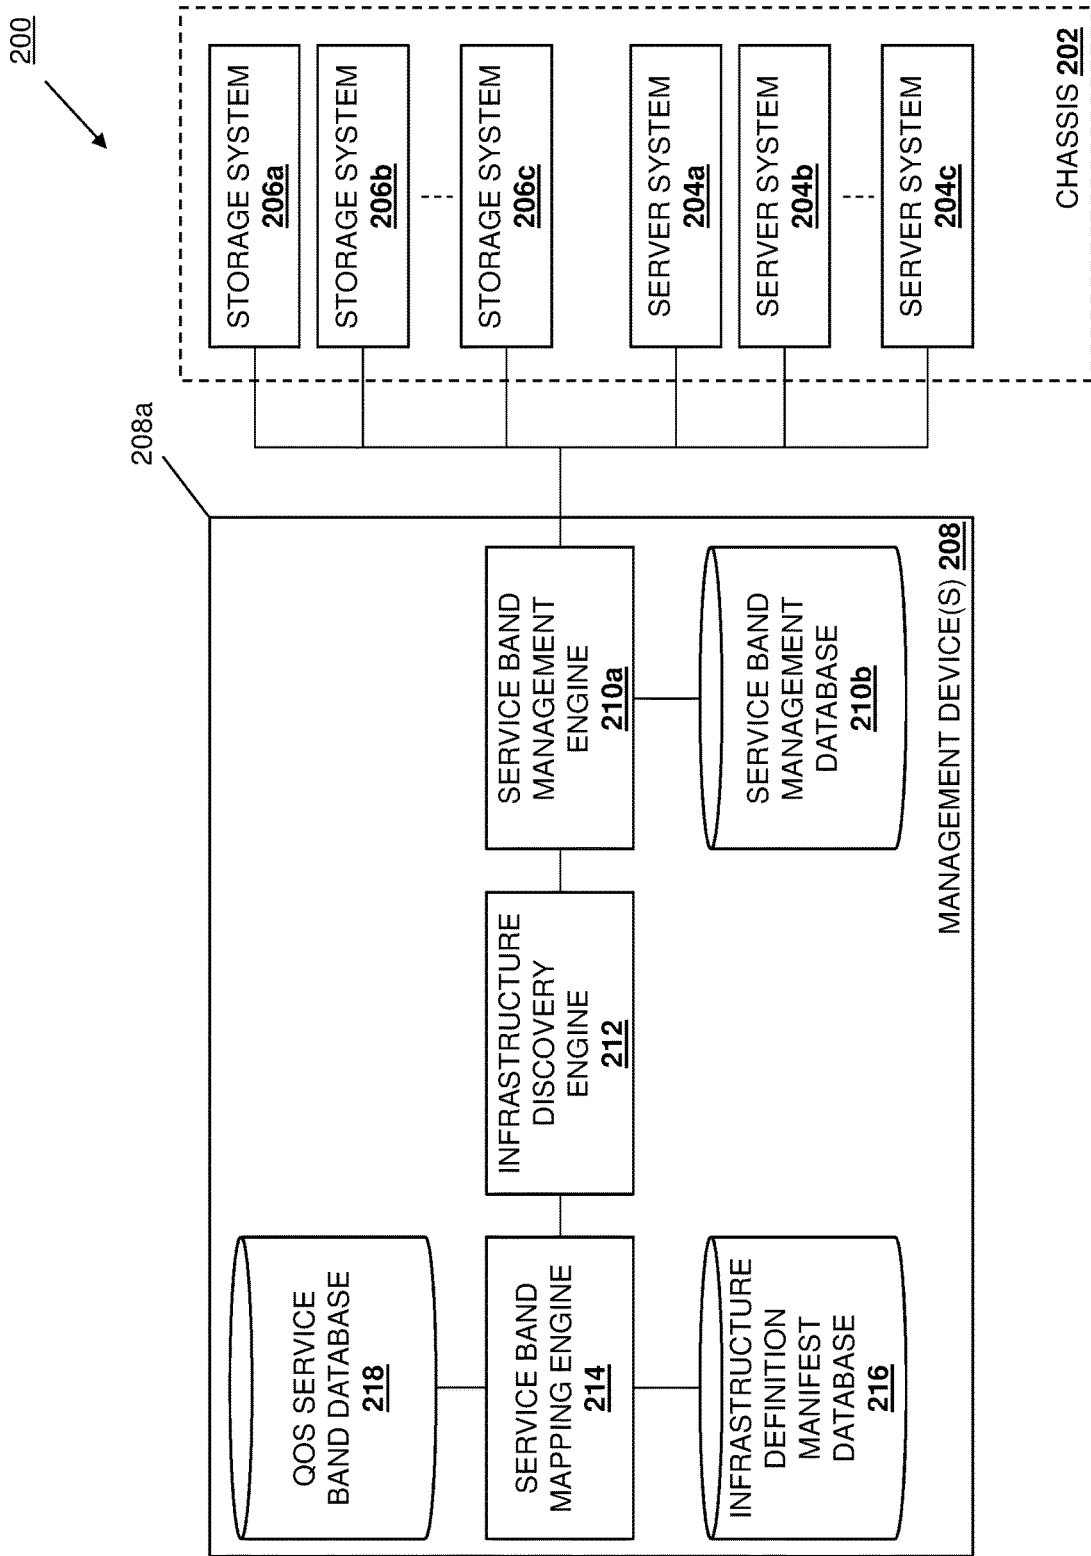 200
STORAGE SYSTEM
206a
STORAGE SYSTEM
206b
STORAGE SYSTEM
206c
SERVER SYSTEM
204a
SERVER SYSTEM
204b
SERVER SYSTEM
204c
CHASSIS 202
208a
QOS SERVICE
BAND DATABASE
218
SERVICE BAND
MAPPING ENGINE
214
INFRASTRUCTURE
DEFINITION
MANIFEST
DATABASE
216
INFRASTRUCTURE
DISCOVERY
ENGINE
212
SERVICE BAND
MANAGEMENT
ENGINE
210a
SERVICE BAND
MANAGEMENT
DATABASE
210b
MANAGEMENT DEVICE(S) 208